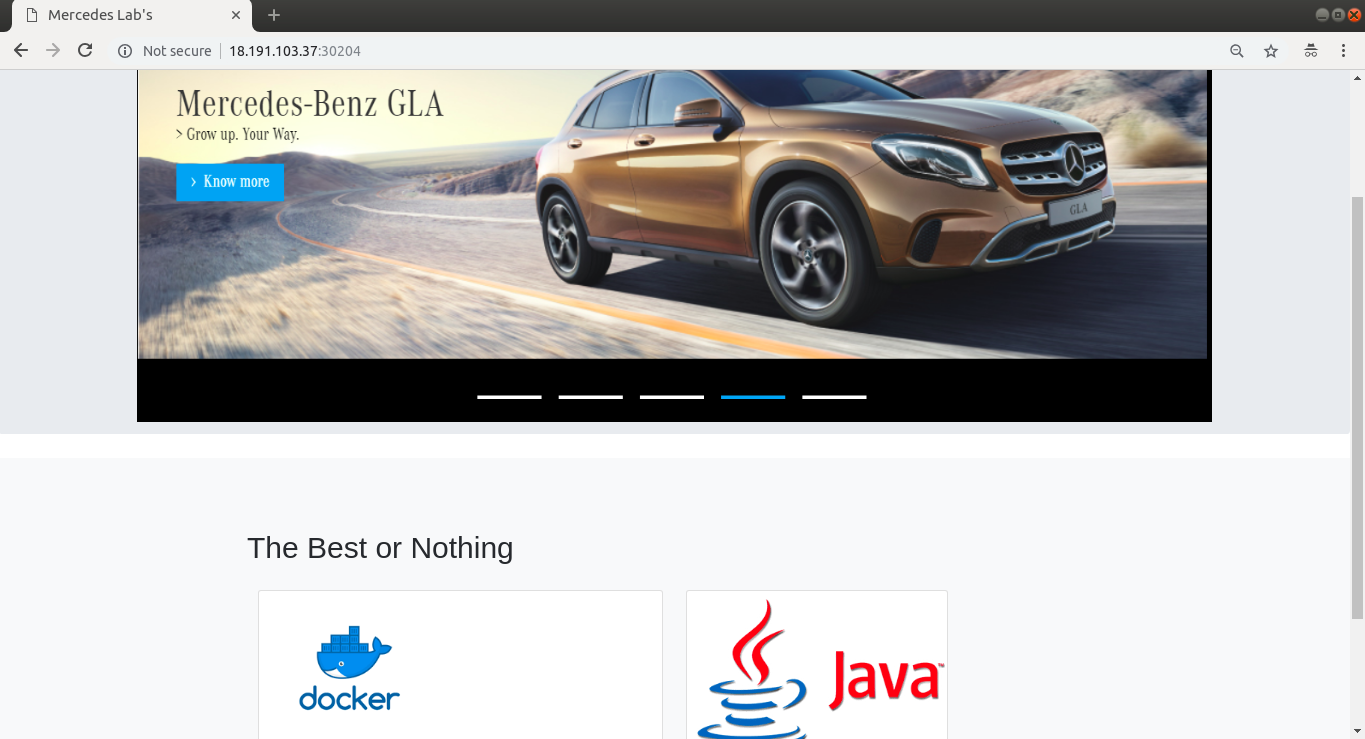 Mercedes Lab's
Not secure
18.191.103.37:30204
Mercedes-Benz GLA
> Grow up. Your Way.
> Know more
GLA
The Best or Nothing
docker
Java™